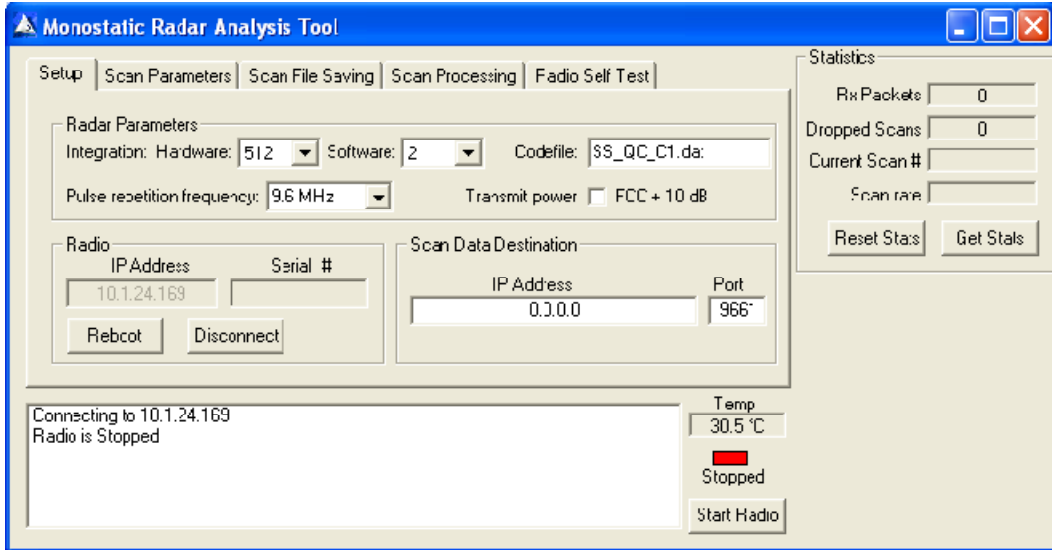 Monostatic Radar Analysis Tool
Setup
Scan Parameters
Scan File Saving
Scan Processing
Radio Self Test
Radar Parameters
Integration: Hardware: 512 Software: 2 Codefile: SS_QC_C1.da
Pulse repetition frequency: 9.6 MHz Transmit power FCC + 10 dB
Radio
IP Address Serial #
10.1.24.169
Reboot Disconnect
Scan Data Destination
IP Address Port
0.0.0.0 966
Connecting to 10.1.24.169
Radio is Stopped
Temp
30.5 °C
Stopped
Start Radio
Statistics
Rx Packets 0
Dropped Scans 0
Current Scan #
Scan rate
Reset Stats Get Stats